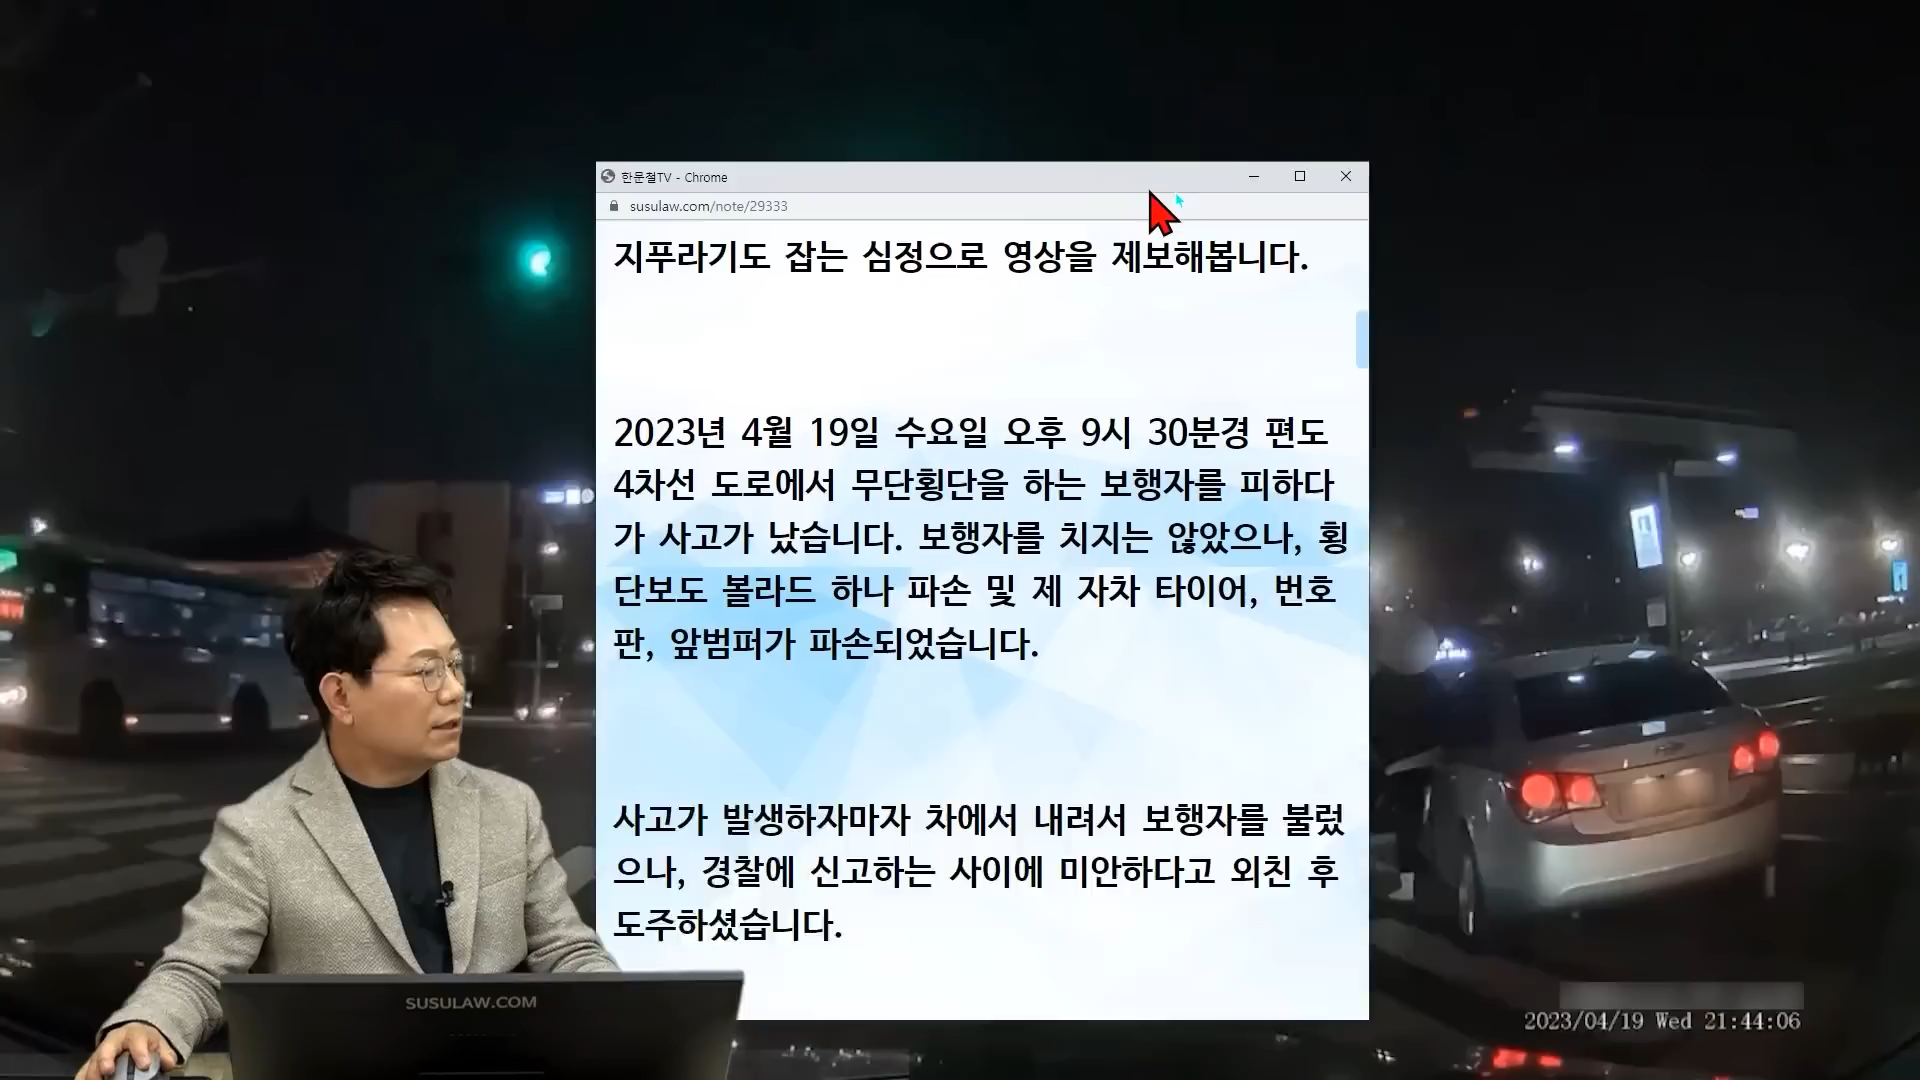 한문철TV - Chrome
susulaw.com/note/29333
지푸라기도 잡는 심정으로 영상을 제보해봅니다.
2023년 4월 19일 수요일 오후 9시 30분경 편도
4차선 도로에서 무단횡단을 하는 보행자를 피하다
가 사고가 났습니다. 보행자를 치지는 않았으나, 횡
단보도 볼라드 하나 파손 및 제 자차 타이어, 번호
판, 앞범퍼가 파손되었습니다.
사고가 발생하자마자 차에서 내려서 보행자를 불렀
으나, 경찰에 신고하는 사이에 미안하다고 외친 후
도주하셨습니다.
SUSULAW.COM
2023/04/19 Wed 21:44:06